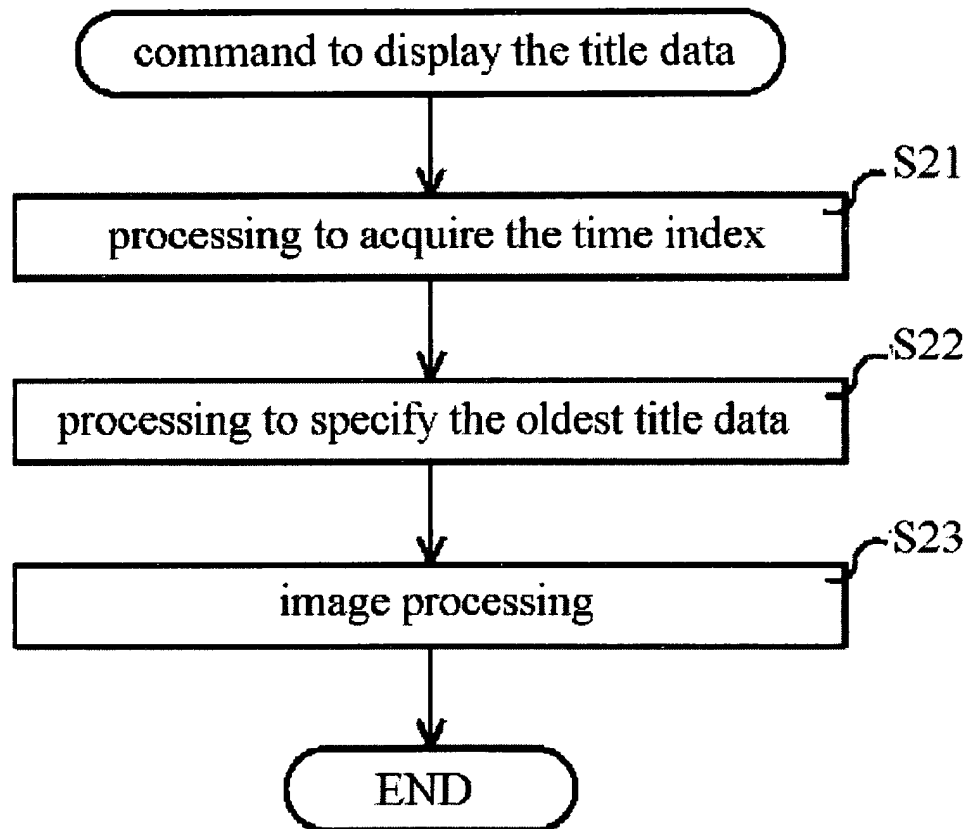 command to display the title data
S21
processing to acquire the time index
S22
processing to specify the oldest title data
S23
image processing
END